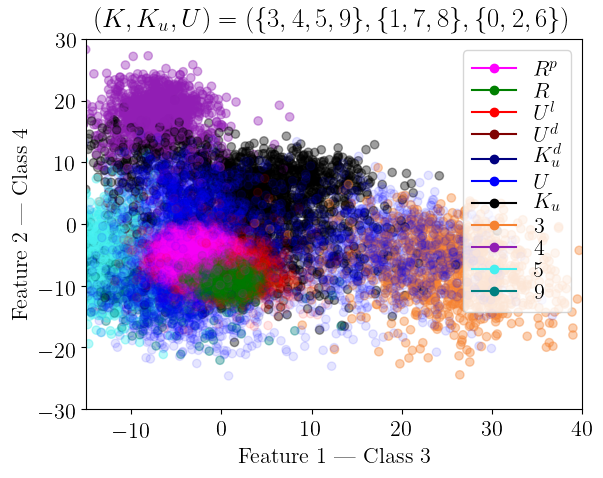 (K, K_u, U) = ({3, 4, 5, 9}, {1, 7, 8}, {0, 2, 6})
30
20
10
0
−10
−20
−30
Feature 2 — Class 4
R^p
R
U^l
U^d
K_u^d
U
K_u
3
4
5
9
−10
0
10
20
30
40
Feature 1 — Class 3